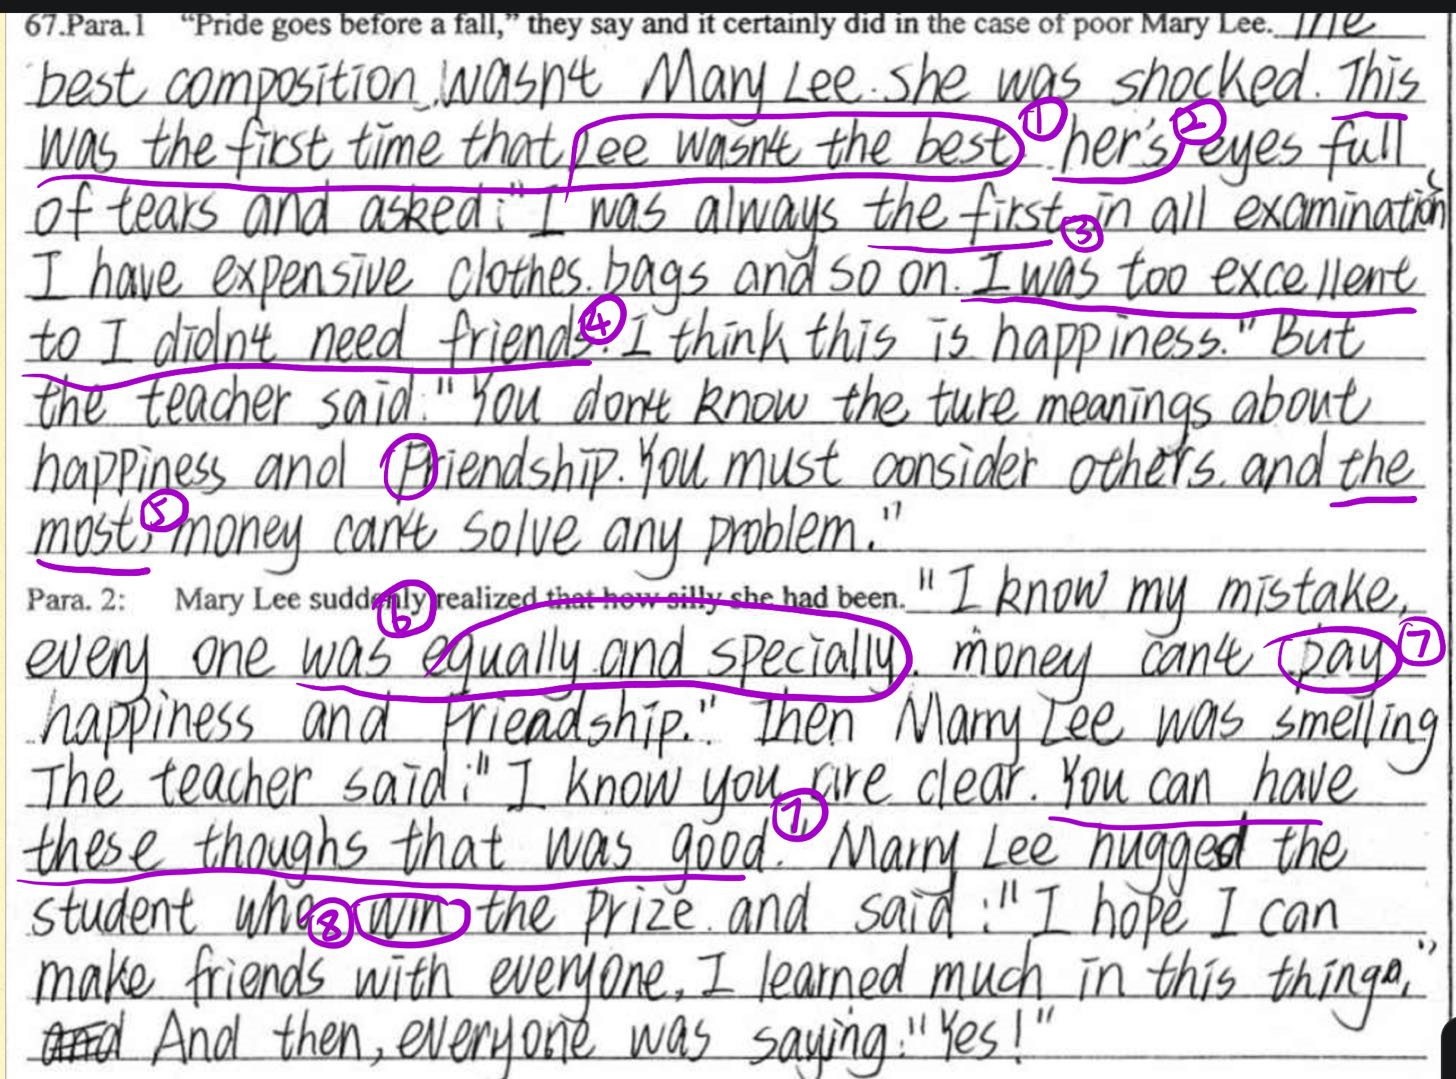 67.Para.1 "Pride goes before a fall," they say and it certainly did in the case of poor Mary Lee. The
best composition, wasn't Mary Lee. She was shocked. This
was the first time that Lee wasn't the best ① her's ② eyes full
of tears and asked:" I was always the first ③ in all examination
I have expensive clothes. bags and so on. I was too excellent
to I didn't need friends ④. I think this is happiness." But
the teacher said:" You don't know the ture meanings about
happiness and Friendship. You must consider others. and the
most, ⑤ money can't solve any problem."
Para. 2: Mary Lee suddenly realized that how silly she had been. "I know my mistake,
⑥
every one was equally and specially. money can't pay ⑦
happiness and Friendship." Then Marry Lee was smelling
The teacher said:" I know you are clear. You can have
these thoughs that was good. ⑦ Marry Lee hugged the
student who ⑧ win the prize and said:" I hope I can
make friends with everyone, I learned much in this things."
And And then, everyone was saying:"Yes!"